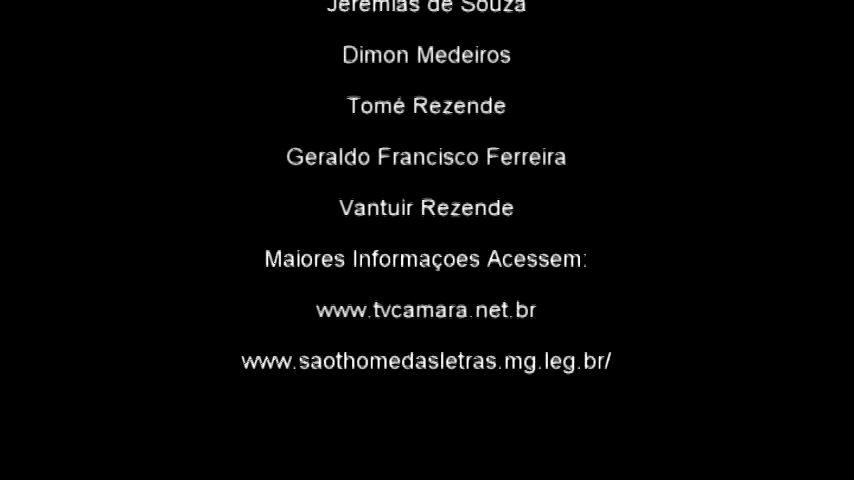 Jeremias de Souza
Dimon Medeiros
Tomé Rezende
Geraldo Francisco Ferreira
Vantuir Rezende
Maiores Informaçoes Acessem:
www.tvcamara.net.br
www.saothomedasletras.mg.leg.br/